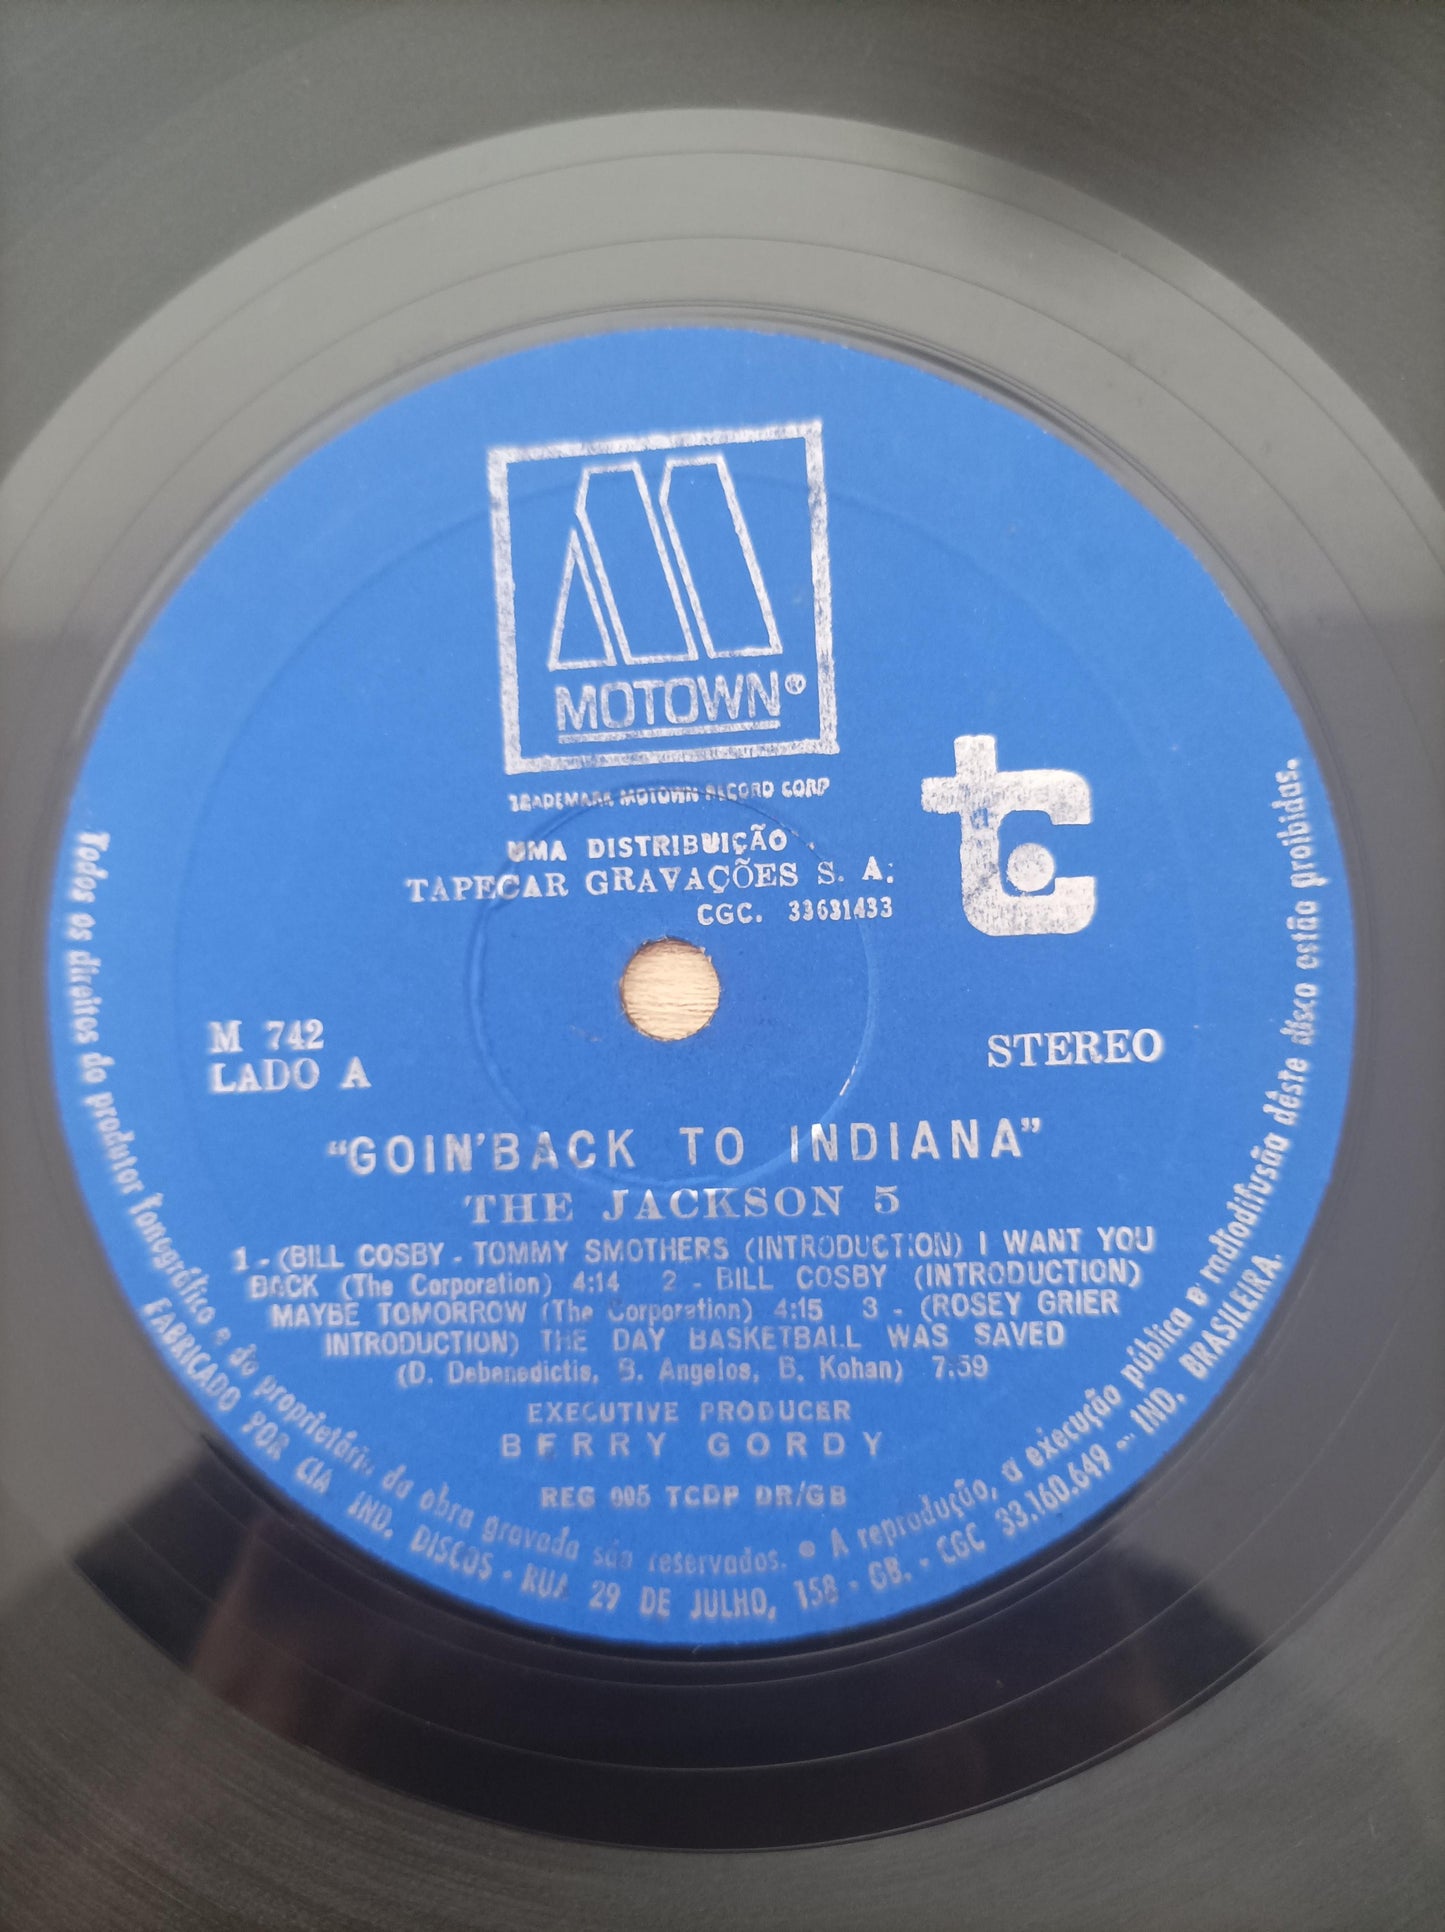 MOTOWN®
TRADEMARK MOTOWN RECORD CORP
tc
UMA DISTRIBUIÇÃO
TAPECAR GRAVAÇÕES S. A.
CGC. 33631433
M 742
LADO A
STEREO
“GOIN'BACK TO INDIANA”
THE JACKSON 5
1 - (BILL COSBY - TOMMY SMOTHERS (INTRODUCTION) I WANT YOU
BACK (The Corporation) 4:14 2 - BILL COSBY (INTRODUCTION)
MAYBE TOMORROW (The Corporation) 4:15 3 - (ROSEY GRIER
INTRODUCTION) THE DAY BASKETBALL WAS SAVED
(D. Debenedictis, B. Angelos, B. Kohan) 7:59
EXECUTIVE PRODUCER
BERRY GORDY
REG 005 TCDP DR/GB
Todos os direitos do produtor fonográfico e do proprietário da obra gravada são reservados. ● A reprodução, a execução pública e radiodifusão dêste disco estão proibidas.
FABRICADO POR CIA IND. DISCOS - RUA 29 DE JULHO, 158 - GB. - CGC 33.160.649 - IND. BRASILEIRA.